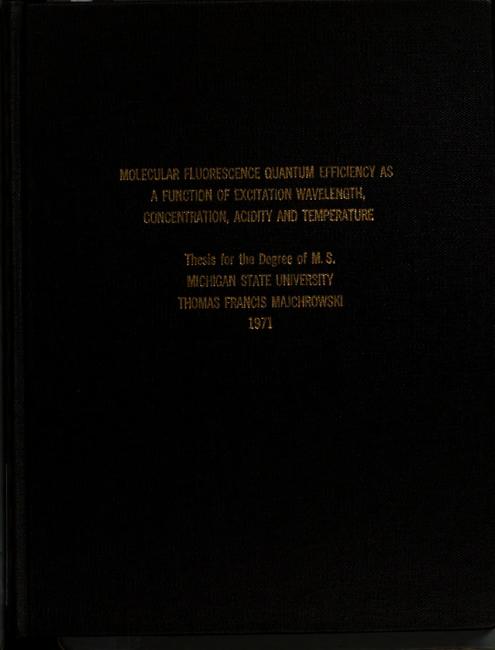 MOLECULAR FLUORESCENCE QUANTUM EFFICIENCY AS
A FUNCTION OF EXCITATION WAVELENGTH,
CONCENTRATION, ACIDITY AND TEMPERATURE
Thesis for the Degree of M. S.
MICHIGAN STATE UNIVERSITY
THOMAS FRANCIS MAJCHROWSKI
1971